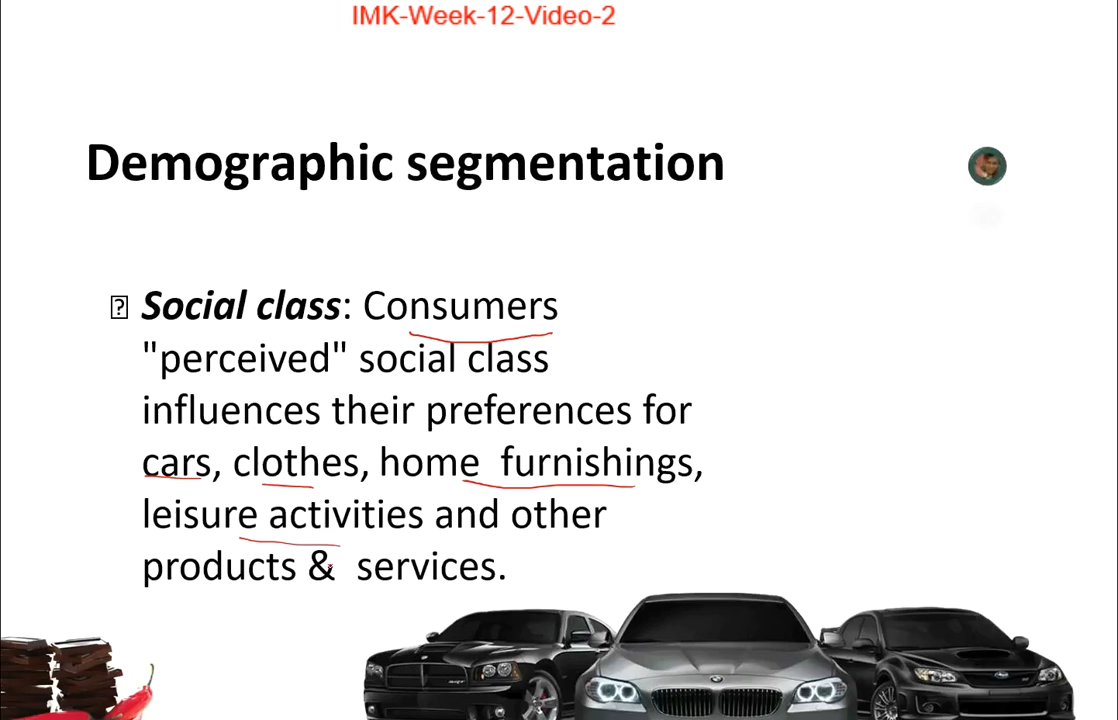 IMK-Week-12-Video-2
Demographic segmentation
Social class: Consumers
"perceived" social class
influences their preferences for
cars, clothes, home furnishings,
leisure activities and other
products & services.